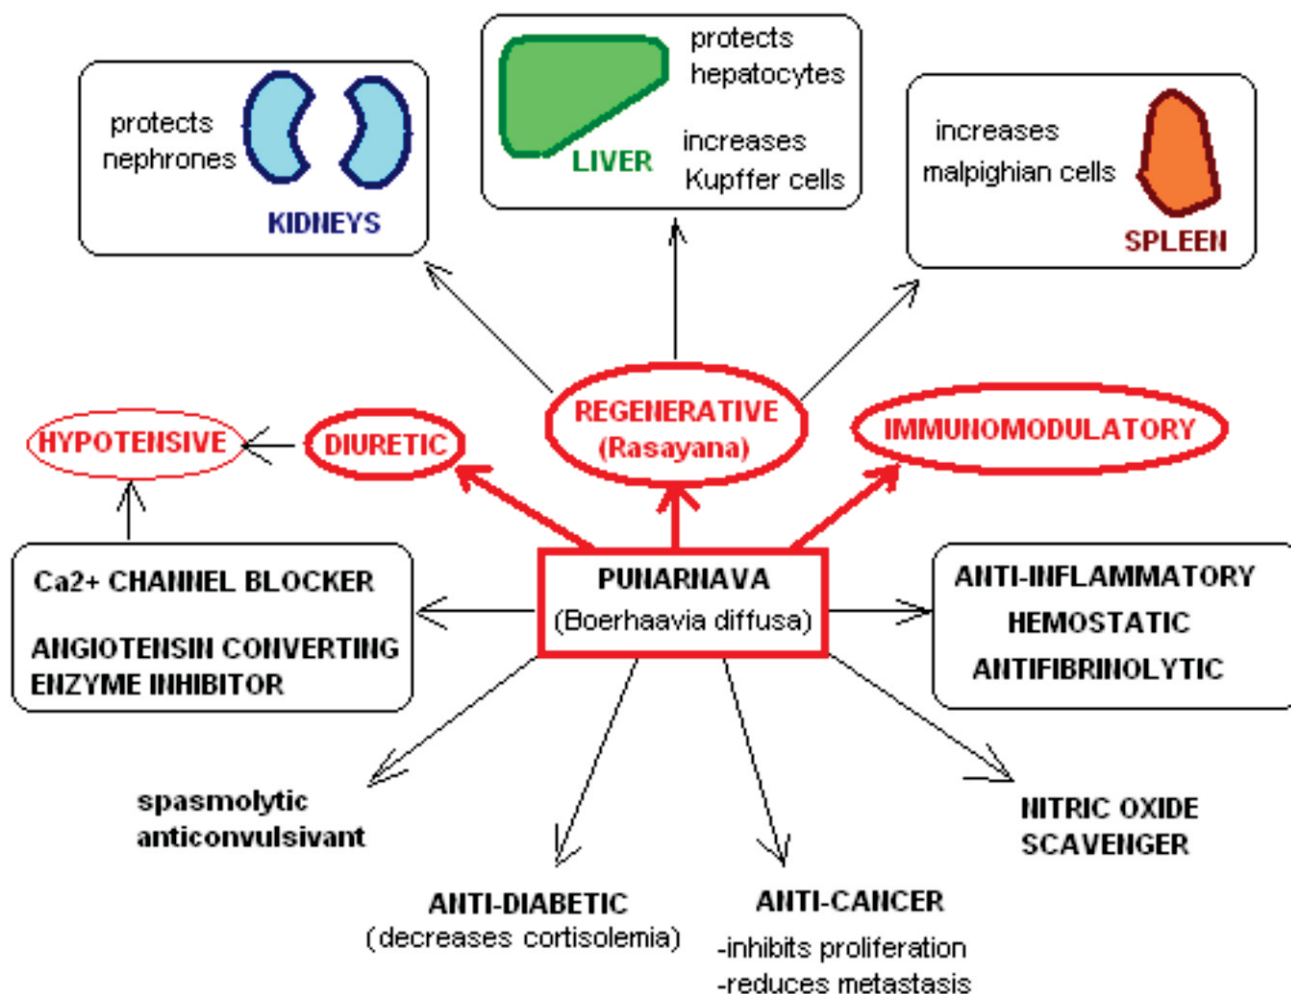 protects
nephrones
KIDNEYS
protects
hepatocytes
increases
Kupffer cells
LIVER
increases
malpighian cells
SPLEEN
HYPOTENSIVE
DIURETIC
REGENERATIVE
(Rasayana)
IMMUNOMODULATORY
Ca2+ CHANNEL BLOCKER
ANGIOTENSIN CONVERTING
ENZYME INHIBITOR
PUNARNAVA
(Boerhaavia diffusa)
ANTI-INFLAMMATORY
HEMOSTATIC
ANTIFIBRINOLYTIC
spasmolytic
anticonvulsivant
ANTI-DIABETIC
(decreases cortisolemia)
ANTI-CANCER
-inhibits proliferation
-reduces metastasis
NITRIC OXIDE
SCAVENGER